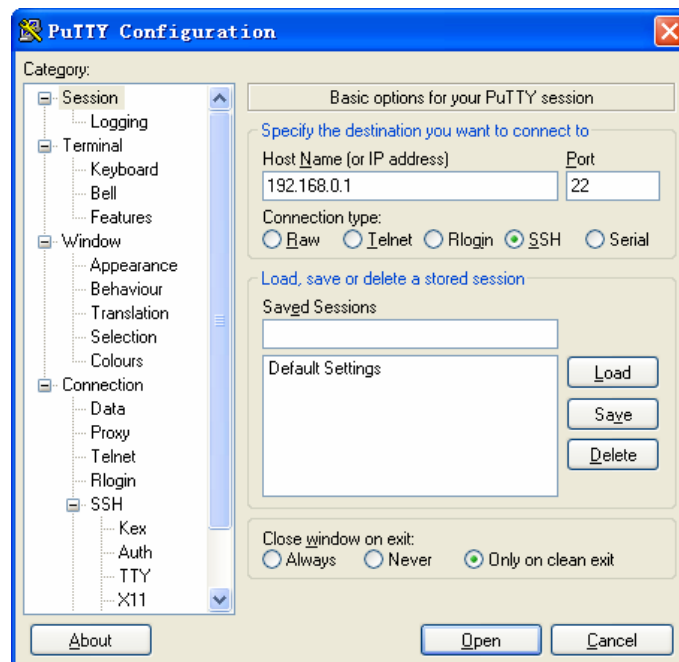 PuTTY Configuration
Category:
Session
Logging
Terminal
Keyboard
Bell
Features
Window
Appearance
Behaviour
Translation
Selection
Colours
Connection
Data
Proxy
Telnet
Rlogin
SSH
Kex
Auth
TTY
X11
Basic options for your PuTTY session
Specify the destination you want to connect to
Host Name (or IP address) Port
192.168.0.1 22
Connection type:
Raw Telnet Rlogin SSH Serial
Load, save or delete a stored session
Saved Sessions
Default Settings
Load
Save
Delete
Close window on exit:
Always Never Only on clean exit
About Open Cancel